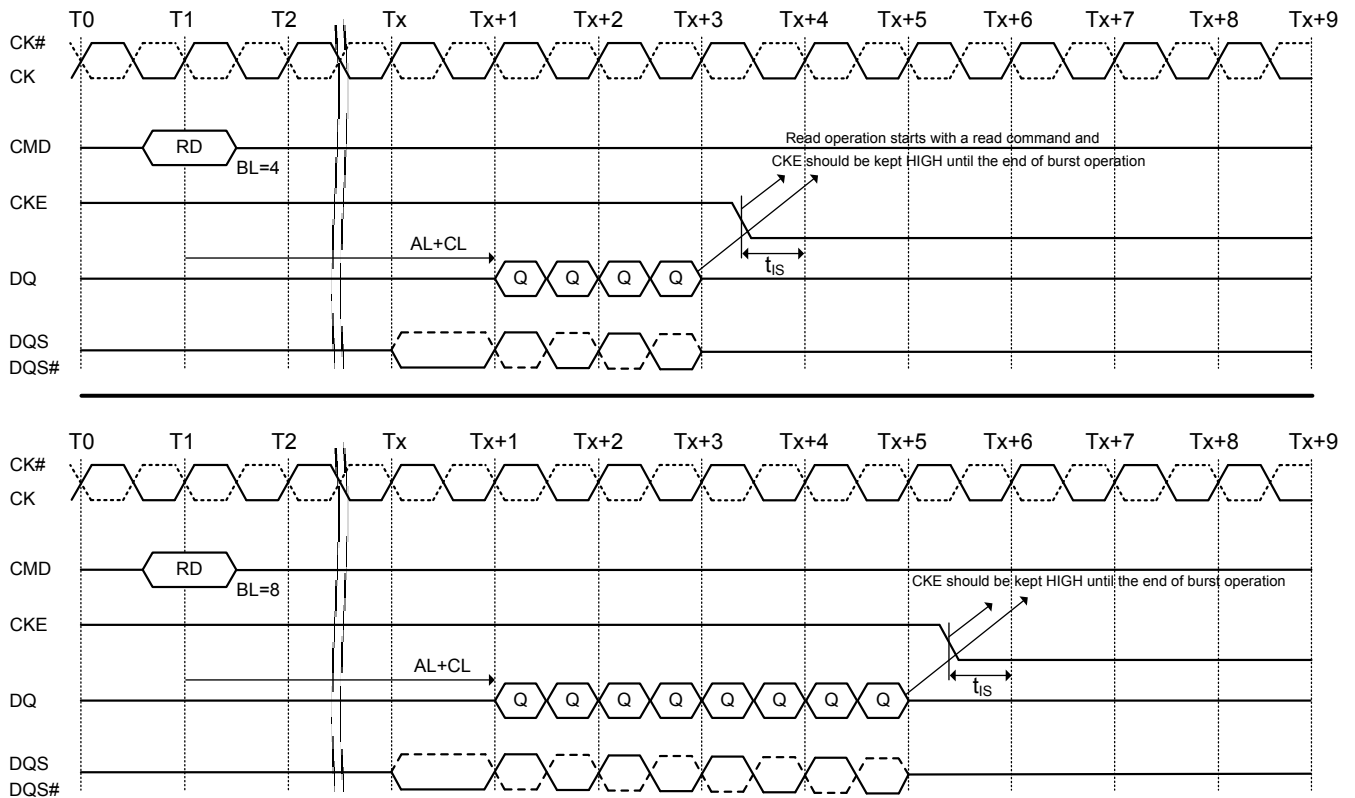 T0 T1 T2 Tx Tx+1 Tx+2 Tx+3 Tx+4 Tx+5 Tx+6 Tx+7 Tx+8 Tx+9
CK#
CK
Read operation starts with a read command and
CMD RD
BL=4
CKE should be kept HIGH until the end of burst operation
CKE
AL+CL
tIS
DQ Q Q Q Q
DQS
DQS#
T0 T1 T2 Tx Tx+1 Tx+2 Tx+3 Tx+4 Tx+5 Tx+6 Tx+7 Tx+8 Tx+9
CK#
CK
CMD RD
BL=8
CKE should be kept HIGH until the end of burst operation
CKE
AL+CL
tIS
DQ Q Q Q Q Q Q Q Q
DQS
DQS#